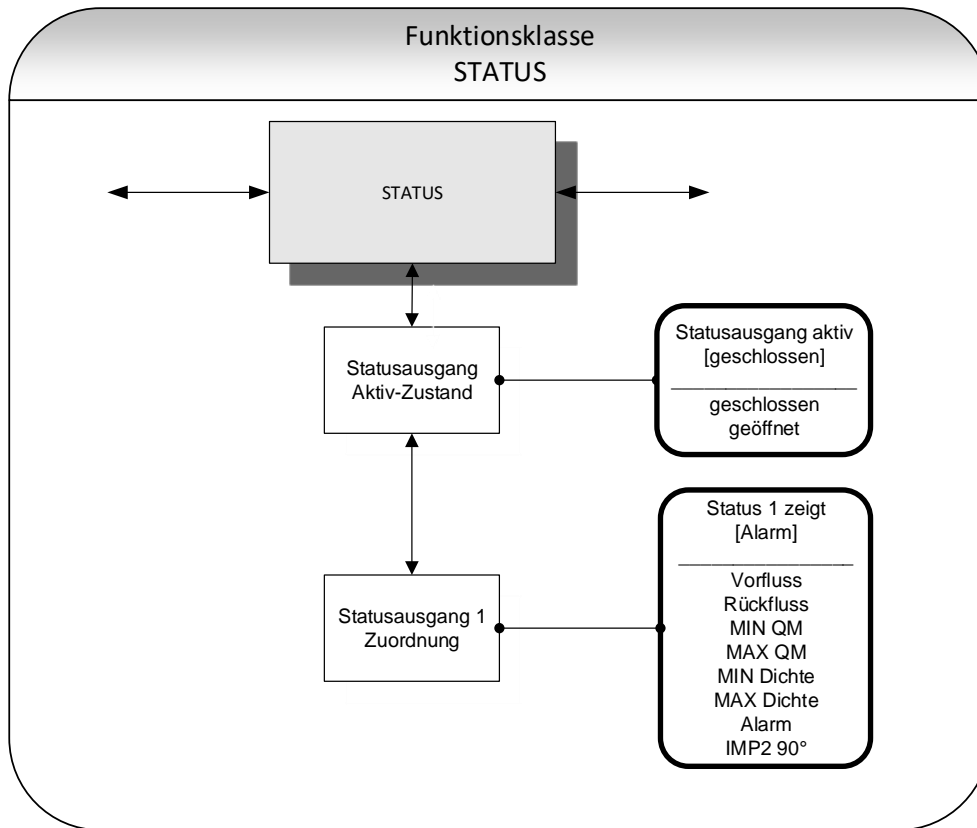 Funktionsklasse
STATUS
STATUS
Statusausgang
Aktiv-Zustand
Statusausgang aktiv
[geschlossen]
geschlossen
geöffnet
Statusausgang 1
Zuordnung
Status 1 zeigt
[Alarm]
Vorfluss
Rückfluss
MIN QM
MAX QM
MIN Dichte
MAX Dichte
Alarm
IMP2 90°